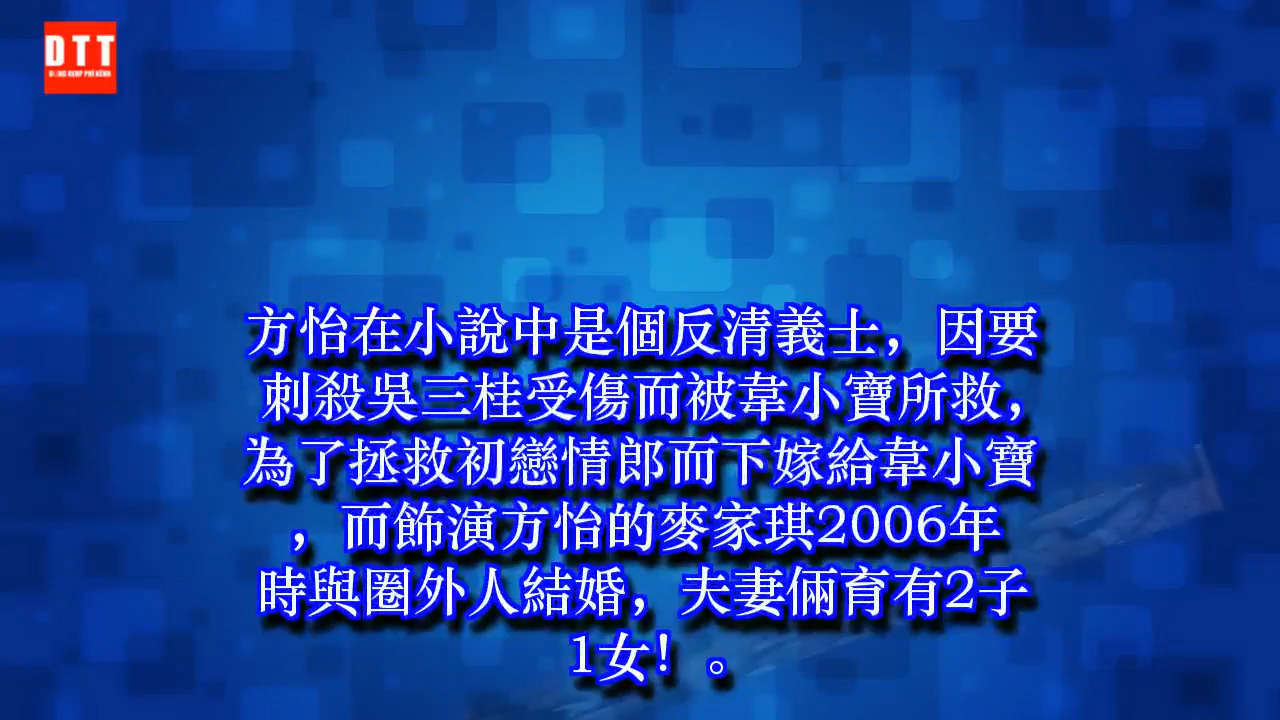 DTT
方怡在小說中是個反清義士，因要
刺殺吳三桂受傷而被韋小寶所救，
為了拯救初戀情郎而下嫁給韋小寶
，而飾演方怡的麥家琪2006年
時與圈外人結婚，夫妻倆育有2子
1女！。